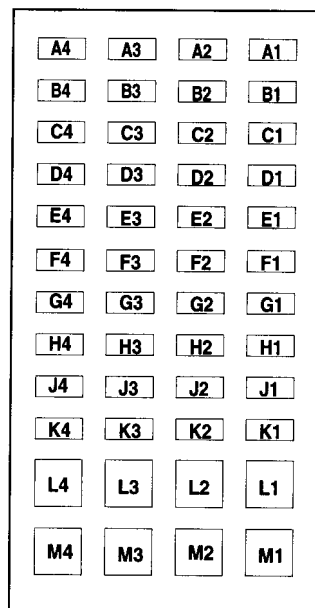 A4 A3 A2 A1
B4 B3 B2 B1
C4 C3 C2 C1
D4 D3 D2 D1
E4 E3 E2 E1
F4 F3 F2 F1
G4 G3 G2 G1
H4 H3 H2 H1
J4 J3 J2 J1
K4 K3 K2 K1
L4 L3 L2 L1
M4 M3 M2 M1